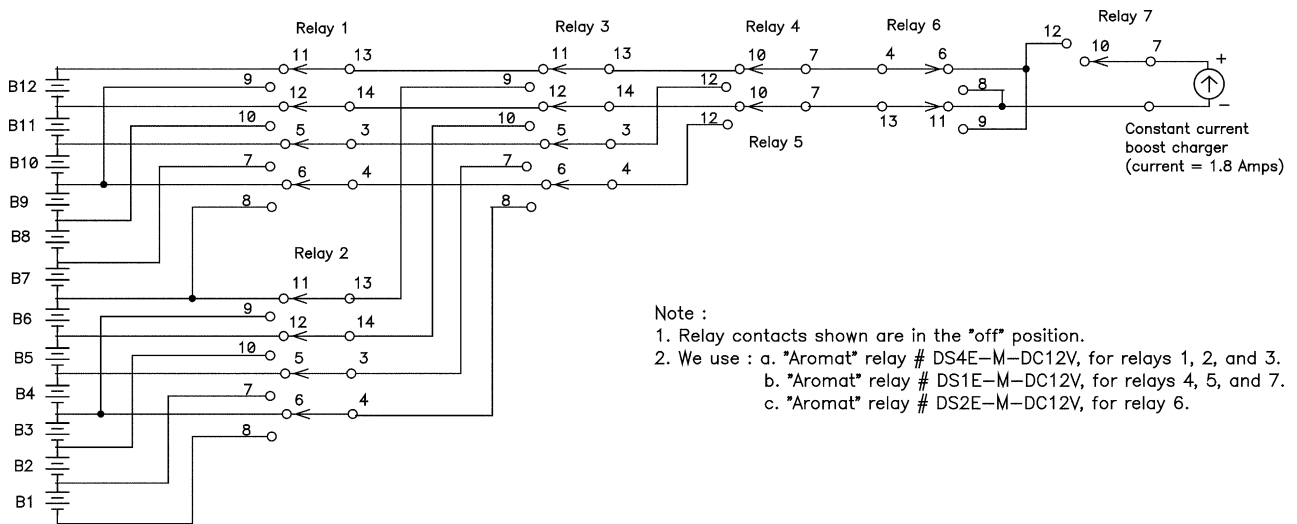 Relay 1
Relay 3
Relay 4
Relay 6
Relay 7
12
10
7
+
11
13
11
13
10
7
4
6
B12
9
9
12
8
12
14
12
14
10
7
−
B11
10
10
12
13
11
9
5
3
5
3
Relay 5
Constant current
boost charger
(current = 1.8 Amps)
B10
7
7
6
4
6
4
B9
8
8
B8
Relay 2
B7
11
13
B6
9
12
14
B5
10
5
3
B4
7
6
4
B3
8
B2
B1
Note :
1. Relay contacts shown are in the "off" position.
2. We use : a. "Aromat" relay # DS4E−M−DC12V, for relays 1, 2, and 3.
b. "Aromat" relay # DS1E−M−DC12V, for relays 4, 5, and 7.
c. "Aromat" relay # DS2E−M−DC12V, for relay 6.